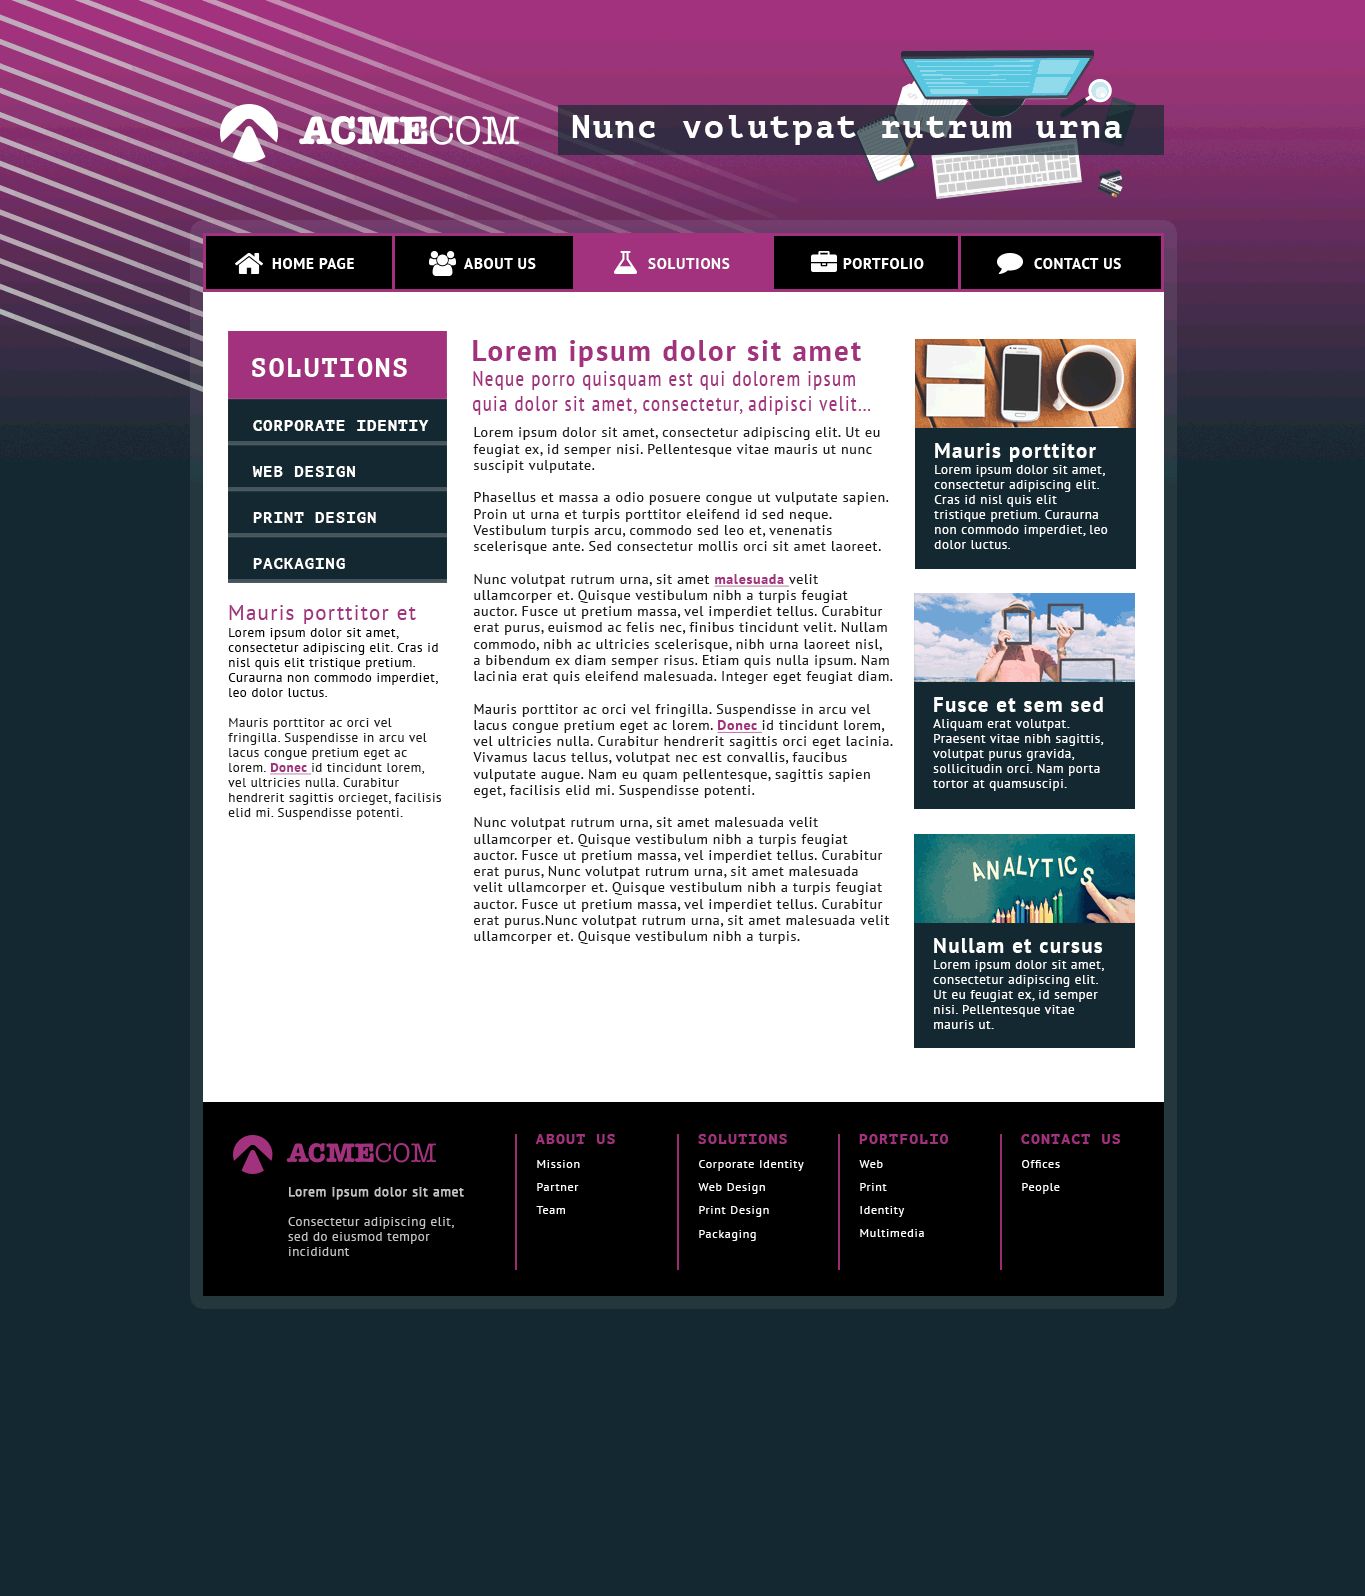 ACMECOM
Nunc volutpat rutrum urna
HOME PAGE
ABOUT US
SOLUTIONS
PORTFOLIO
CONTACT US
SOLUTIONS
CORPORATE IDENTIY
WEB DESIGN
PRINT DESIGN
PACKAGING
Mauris porttitor et
Lorem ipsum dolor sit amet,
consectetur adipiscing elit. Cras id
nisl quis elit tristique pretium.
Curaurna non commodo imperdiet,
leo dolor luctus.
Mauris porttitor ac orci vel
fringilla. Suspendisse in arcu vel
lacus congue pretium eget ac
lorem. Donec id tincidunt lorem,
vel ultricies nulla. Curabitur
hendrerit sagittis orcieget, facilisis
elid mi. Suspendisse potenti.
Lorem ipsum dolor sit amet
Neque porro quisquam est qui dolorem ipsum
quia dolor sit amet, consectetur, adipisci velit...
Lorem ipsum dolor sit amet, consectetur adipiscing elit. Ut eu
feugiat ex, id semper nisi. Pellentesque vitae mauris ut nunc
suscipit vulputate.
Phasellus et massa a odio posuere congue ut vulputate sapien.
Proin ut urna et turpis porttitor eleifend id sed neque.
Vestibulum turpis arcu, commodo sed leo et, venenatis
scelerisque ante. Sed consectetur mollis orci sit amet laoreet.
Nunc volutpat rutrum urna, sit amet malesuada velit
ullamcorper et. Quisque vestibulum nibh a turpis feugiat
auctor. Fusce ut pretium massa, vel imperdiet tellus. Curabitur
erat purus, euismod ac felis nec, finibus tincidunt velit. Nullam
commodo, nibh ac ultricies scelerisque, nibh urna laoreet nisl,
a bibendum ex diam semper risus. Etiam quis nulla ipsum. Nam
lacinia erat quis eleifend malesuada. Integer eget feugiat diam.
Mauris porttitor ac orci vel fringilla. Suspendisse in arcu vel
lacus congue pretium eget ac lorem. Donec id tincidunt lorem,
vel ultricies nulla. Curabitur hendrerit sagittis orci eget lacinia.
Vivamus lacus tellus, volutpat nec est convallis, faucibus
vulputate augue. Nam eu quam pellentesque, sagittis sapien
eget, facilisis elid mi. Suspendisse potenti.
Nunc volutpat rutrum urna, sit amet malesuada velit
ullamcorper et. Quisque vestibulum nibh a turpis feugiat
auctor. Fusce ut pretium massa, vel imperdiet tellus. Curabitur
erat purus, Nunc volutpat rutrum urna, sit amet malesuada
velit ullamcorper et. Quisque vestibulum nibh a turpis feugiat
auctor. Fusce ut pretium massa, vel imperdiet tellus. Curabitur
erat purus.Nunc volutpat rutrum urna, sit amet malesuada velit
ullamcorper et. Quisque vestibulum nibh a turpis.
Mauris porttitor
Lorem ipsum dolor sit amet,
consectetur adipiscing elit.
Cras id nisl quis elit
tristique pretium. Curaurna
non commodo imperdiet, leo
dolor luctus.
Fusce et sem sed
Aliquam erat volutpat.
Praesent vitae nibh sagittis,
volutpat purus gravida,
sollicitudin orci. Nam porta
tortor at quamsuscipi.
ANALYTICS
Nullam et cursus
Lorem ipsum dolor sit amet,
consectetur adipiscing elit.
Ut eu feugiat ex, id semper
nisi. Pellentesque vitae
mauris ut.
ACMECOM
Lorem ipsum dolor sit amet
Consectetur adipiscing elit,
sed do eiusmod tempor
incididunt
ABOUT US
Mission
Partner
Team
SOLUTIONS
Corporate Identity
Web Design
Print Design
Packaging
PORTFOLIO
Web
Print
Identity
Multimedia
CONTACT US
Offices
People